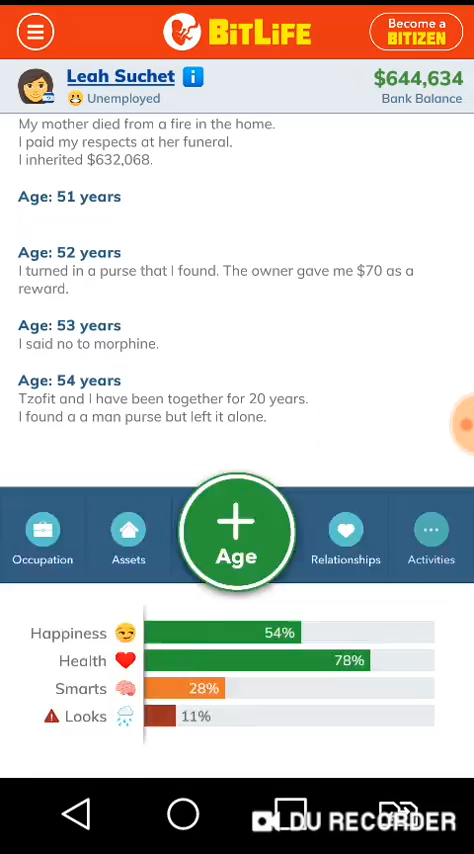 BitLife
Become a
BITIZEN
Leah Suchet
$644,634
Unemployed
Bank Balance
My mother died from a fire in the home.
I paid my respects at her funeral.
I inherited $632,068.
Age: 51 years
Age: 52 years
I turned in a purse that I found. The owner gave me $70 as a
reward.
Age: 53 years
I said no to morphine.
Age: 54 years
Tzofit and I have been together for 20 years.
I found a a man purse but left it alone.
Occupation
Assets
Age
Relationships
Activities
Happiness 54%
Health 78%
Smarts 28%
Looks 11%
DU RECORDER